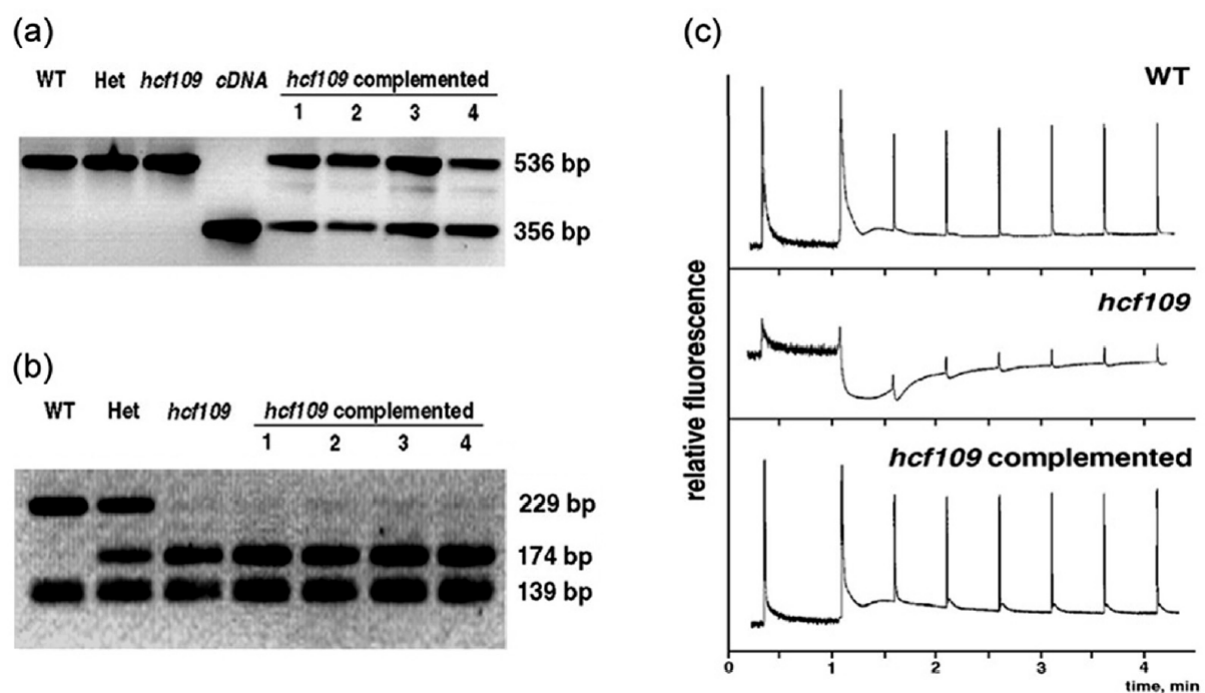 (a)
WT Het hcf109 cDNA hcf109 complemented
1 2 3 4
536 bp
356 bp
(b)
WT Het hcf109 hcf109 complemented
1 2 3 4
229 bp
174 bp
139 bp
(c)
WT
hcf109
hcf109 complemented
relative fluorescence
0 1 2 3 4
time, min